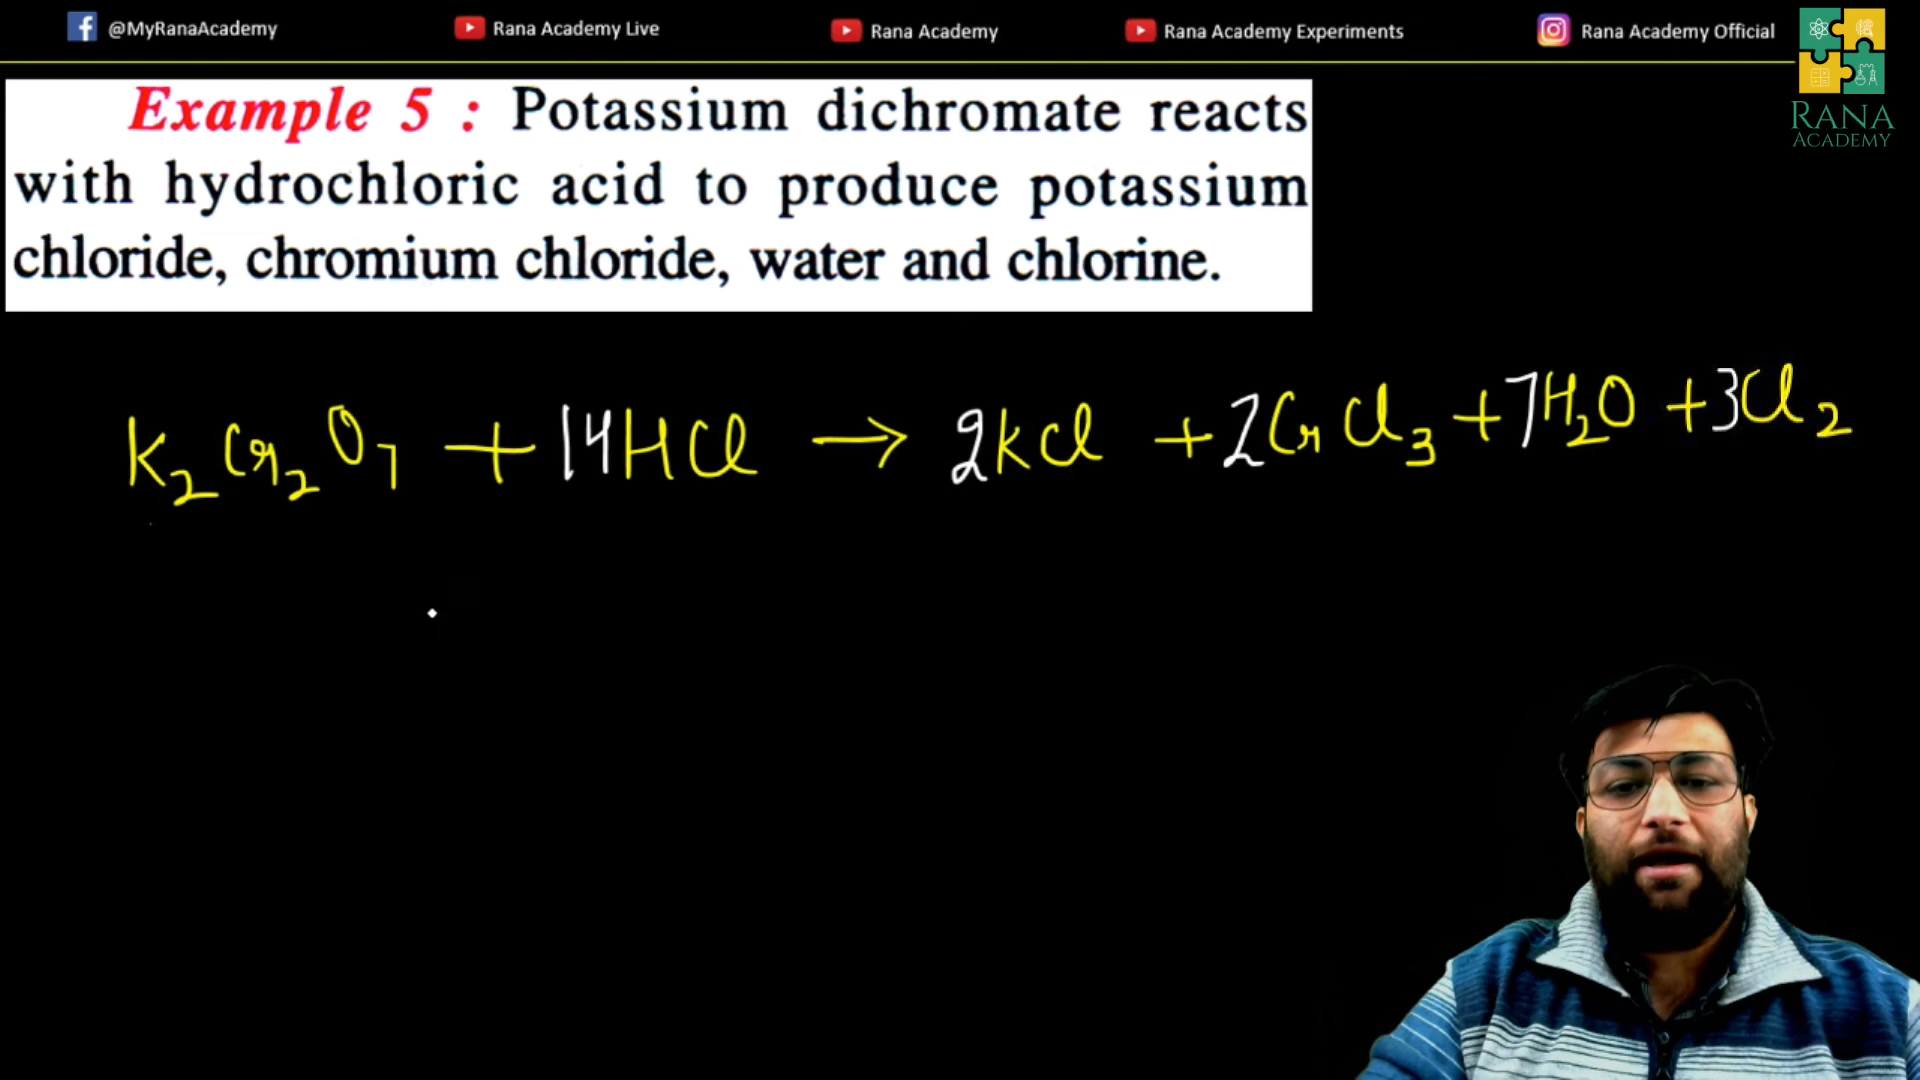 @MyRanaAcademy Rana Academy Live Rana Academy Rana Academy Experiments Rana Academy Official
RANA
ACADEMY
Example 5 : Potassium dichromate reacts
with hydrochloric acid to produce potassium
chloride, chromium chloride, water and chlorine.
K₂Cr₂O₇ + 14HCl → 2KCl + 2CrCl₃ + 7H₂O + 3Cl₂